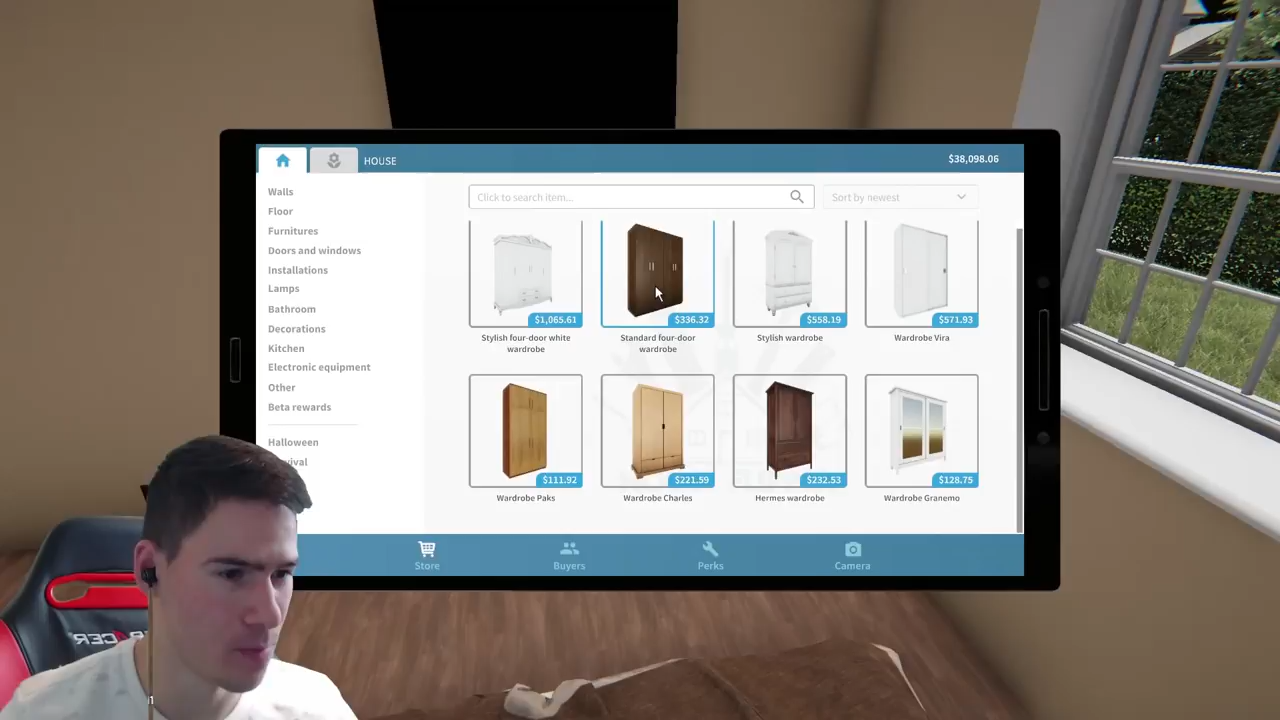 HOUSE
$38,098.06
Walls
Floor
Furnitures
Doors and windows
Installations
Lamps
Bathroom
Decorations
Kitchen
Electronic equipment
Other
Beta rewards
Halloween
Click to search item...
Sort by newest
$1,065.61
$336.32
$558.19
$571.93
Stylish four-door white
wardrobe
Standard four-door
wardrobe
Stylish wardrobe
Wardrobe Vira
$111.92
$221.59
$232.53
$128.75
Wardrobe Paks
Wardrobe Charles
Hermes wardrobe
Wardrobe Granemo
Store
Buyers
Perks
Camera